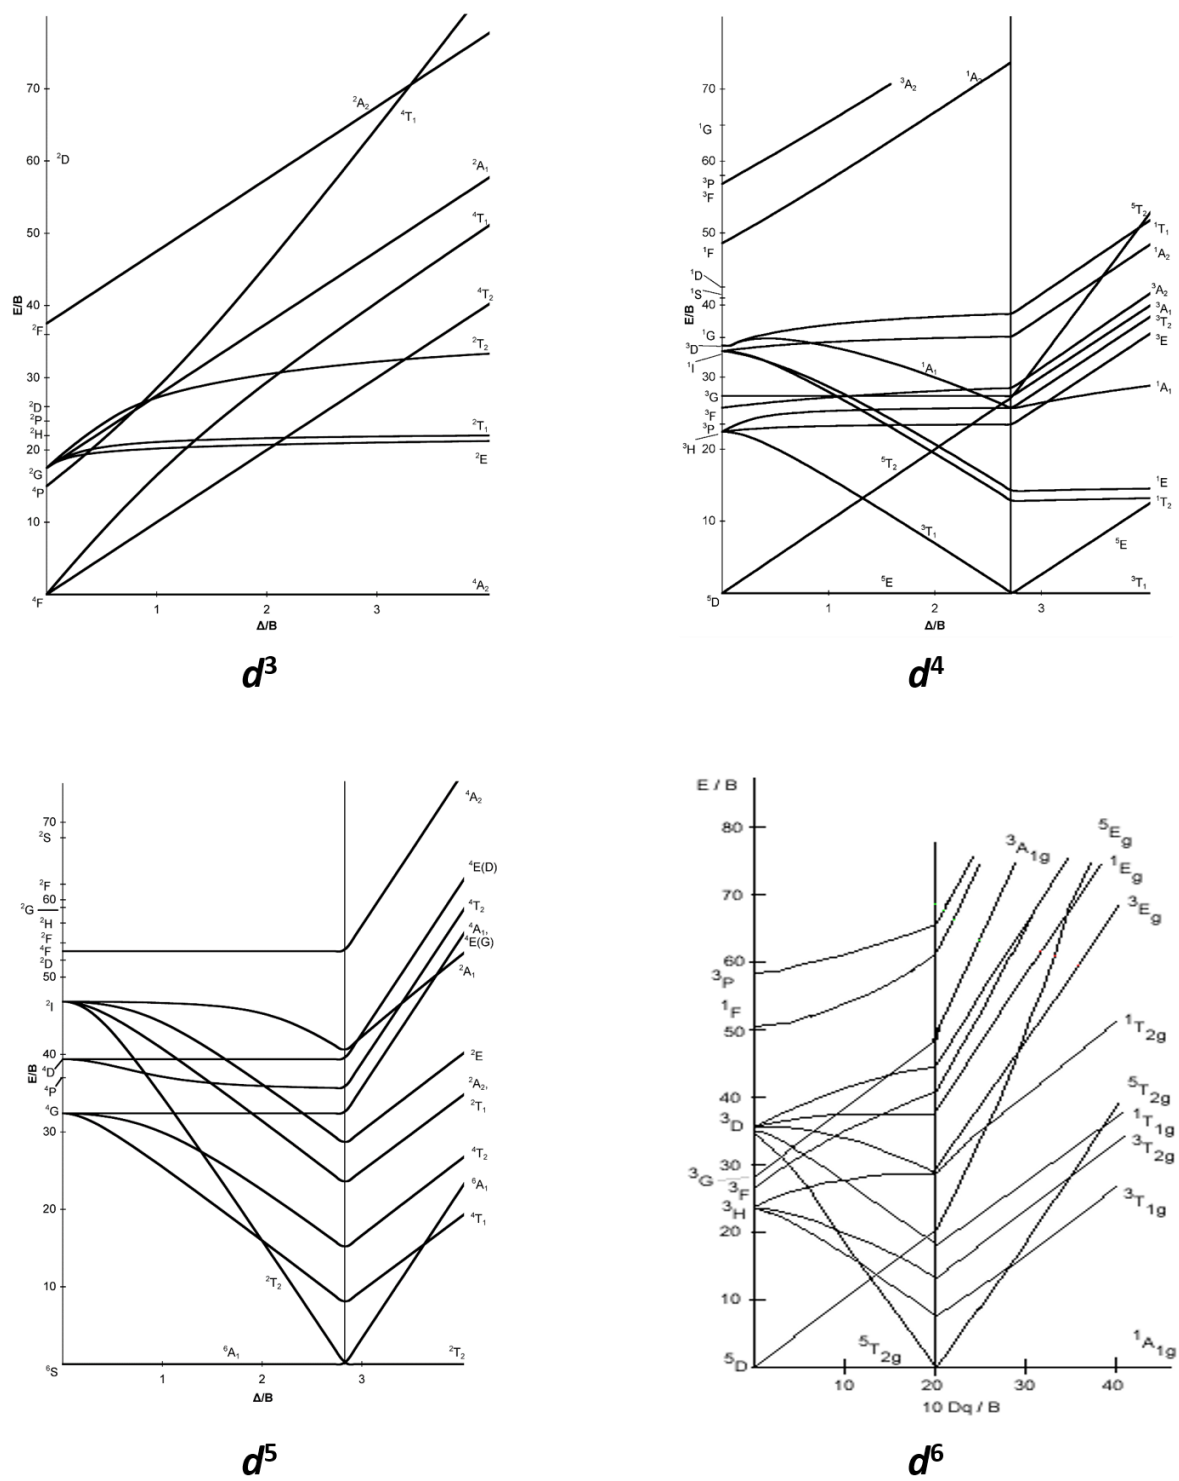 70
60
50
40
30
20
10
E/B
²D
²F
²D
²P
²H
²G
⁴P
⁴F
²A₂
⁴T₁
²A₁
⁴T₁
⁴T₂
²T₂
²T₁
²E
⁴A₂
1 2 3
Δ/B
d³
70
60
50
40
30
20
10
E/B
¹G
³P
³F
¹F
¹D
¹S
¹G
³D
¹I
³G
³F
³P
³H
⁵D
³A₂
¹A₂
⁵T₂
¹T₁
¹A₂
³A₂
³A₁
³T₂
³E
¹A₁
¹A₁
⁵T₂
¹E
¹T₂
³T₁
⁵E
⁵E
³T₁
1 2 3
Δ/B
d⁴
70
60
50
40
30
20
10
E/B
²S
²F
²G
²H
²F
⁴F
²D
²I
⁴D
⁴P
⁴G
⁶S
⁴A₂
⁴E(D)
⁴T₂
⁴A₁,
⁴E(G)
²A₁
²E
²A₂,
²T₁
⁴T₂
⁶A₁
⁴T₁
²T₂
⁶A₁
²T₂
1 2 3
Δ/B
d⁵
E / B
80
70
60
50
40
30
20
10
³P
¹F
³D
³G
³F
³H
⁵D
³A₁g
⁵Eg
¹Eg
³Eg
¹T₂g
⁵T₂g
¹T₁g
³T₂g
³T₁g
⁵T₂g
¹A₁g
10 20 30 40
10 Dq / B
d⁶